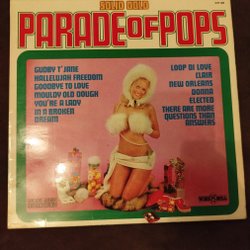 SOLID GOLD
PARADE OF POPS
GUDBY T' JANE
HALLELUJAH FREEDOM
GOODBYE TO LOVE
MOULDY OLD DOUGH
YOU'RE A LADY
IN A BROKEN
DREAM
LOOP DI LOVE
CLAIR
NEW ORLEANS
DONNA
ELECTED
THERE ARE MORE
QUESTIONS THAN
ANSWERS